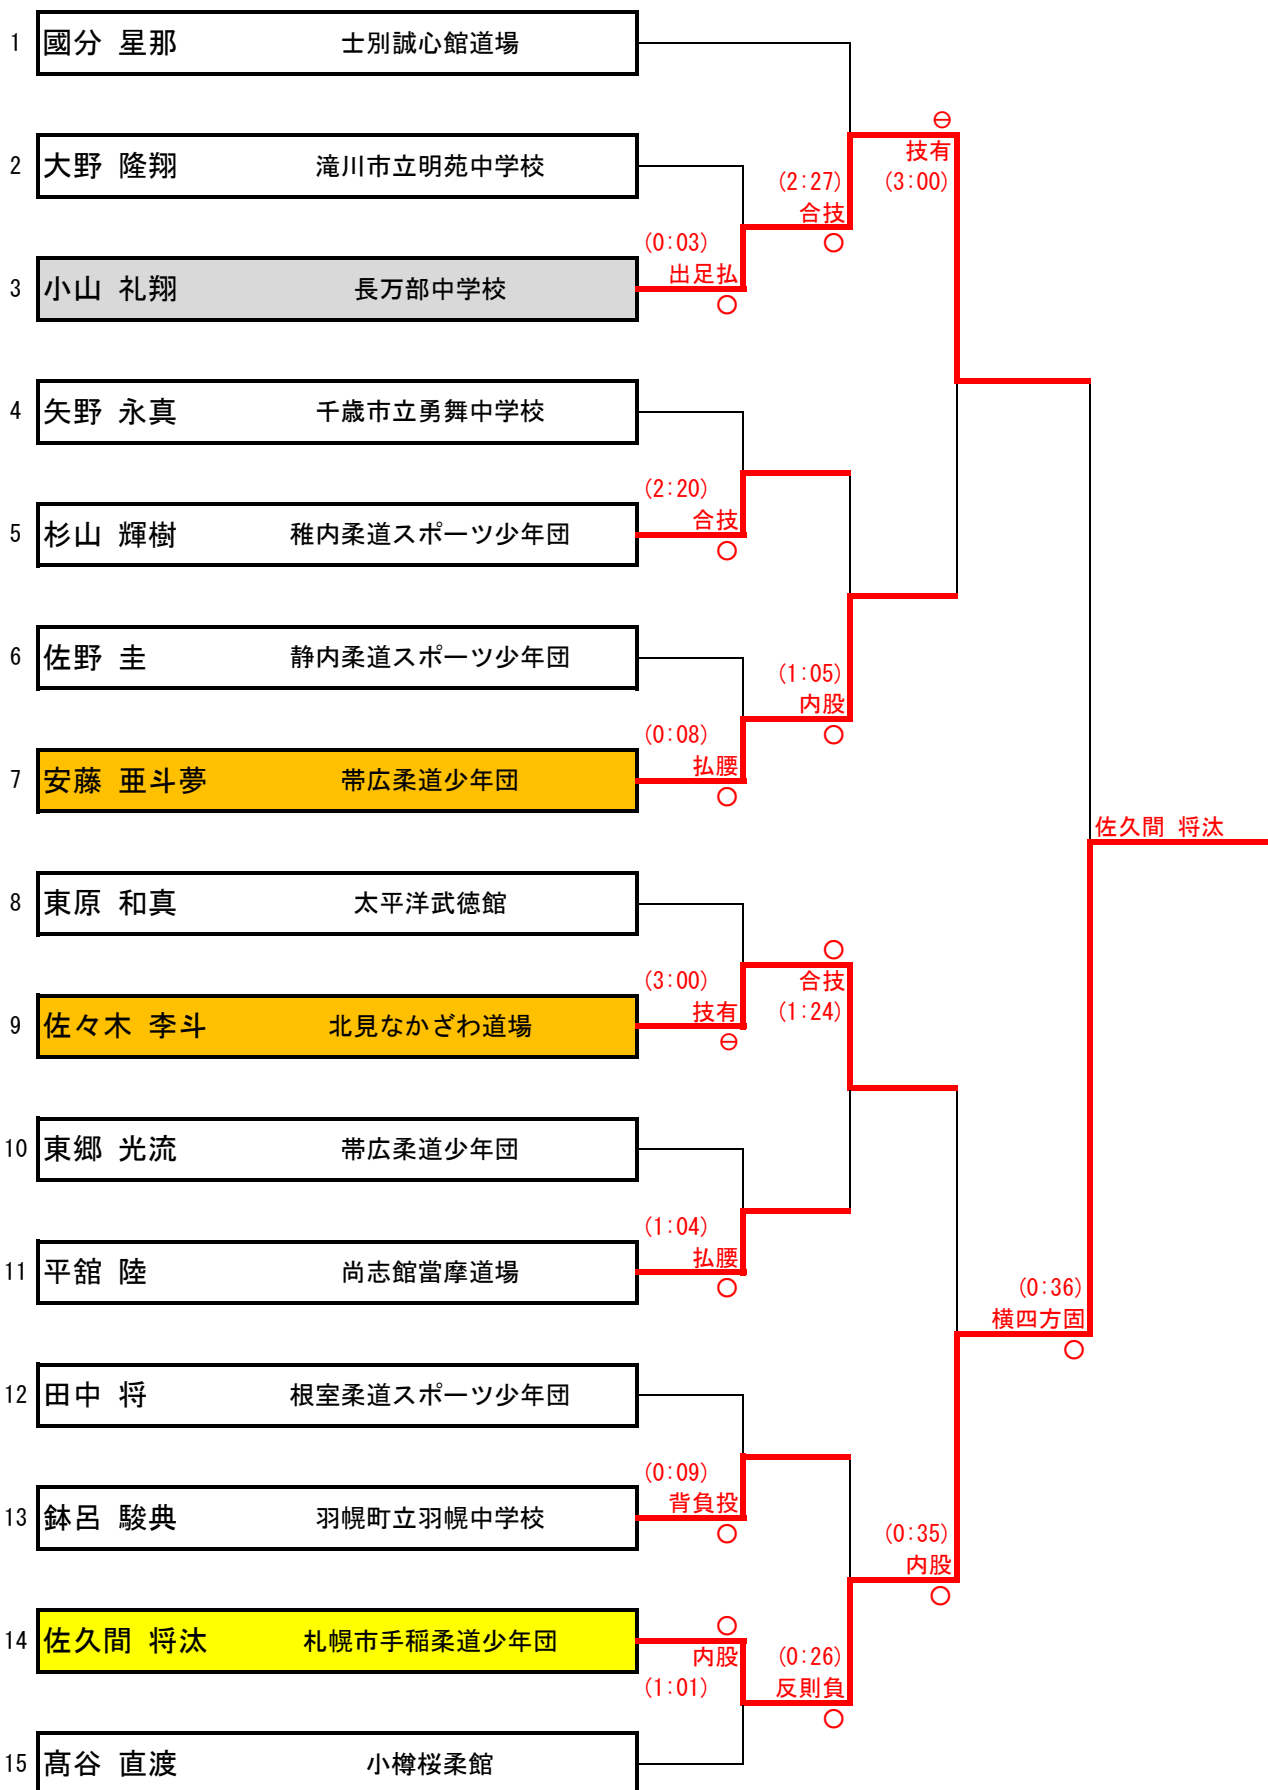 1 國分 星那 士別誠心館道場
⊖
技有
(3:00)
2 大野 隆翔 滝川市立明苑中学校
(2:27)
合技
○
(0:03)
出足払
○
3 小山 礼翔 長万部中学校
4 矢野 永真 千歳市立勇舞中学校
(2:20)
合技
○
5 杉山 輝樹 稚内柔道スポーツ少年団
6 佐野 圭 静内柔道スポーツ少年団
(1:05)
内股
○
(0:08)
払腰
○
7 安藤 亜斗夢 帯広柔道少年団
佐久間 将汰
8 東原 和真 太平洋武徳館
○
合技
(1:24)
(3:00)
技有
⊖
9 佐々木 李斗 北見なかざわ道場
10 東郷 光流 帯広柔道少年団
(1:04)
払腰
○
11 平舘 陸 尚志館當摩道場
(0:36)
横四方固
○
12 田中 将 根室柔道スポーツ少年団
(0:09)
背負投
○
13 鉢呂 駿典 羽幌町立羽幌中学校
(0:35)
内股
○
14 佐久間 将汰 札幌市手稲柔道少年団
○
内股
(1:01)
(0:26)
反則負
○
15 髙谷 直渡 小樽桜柔館